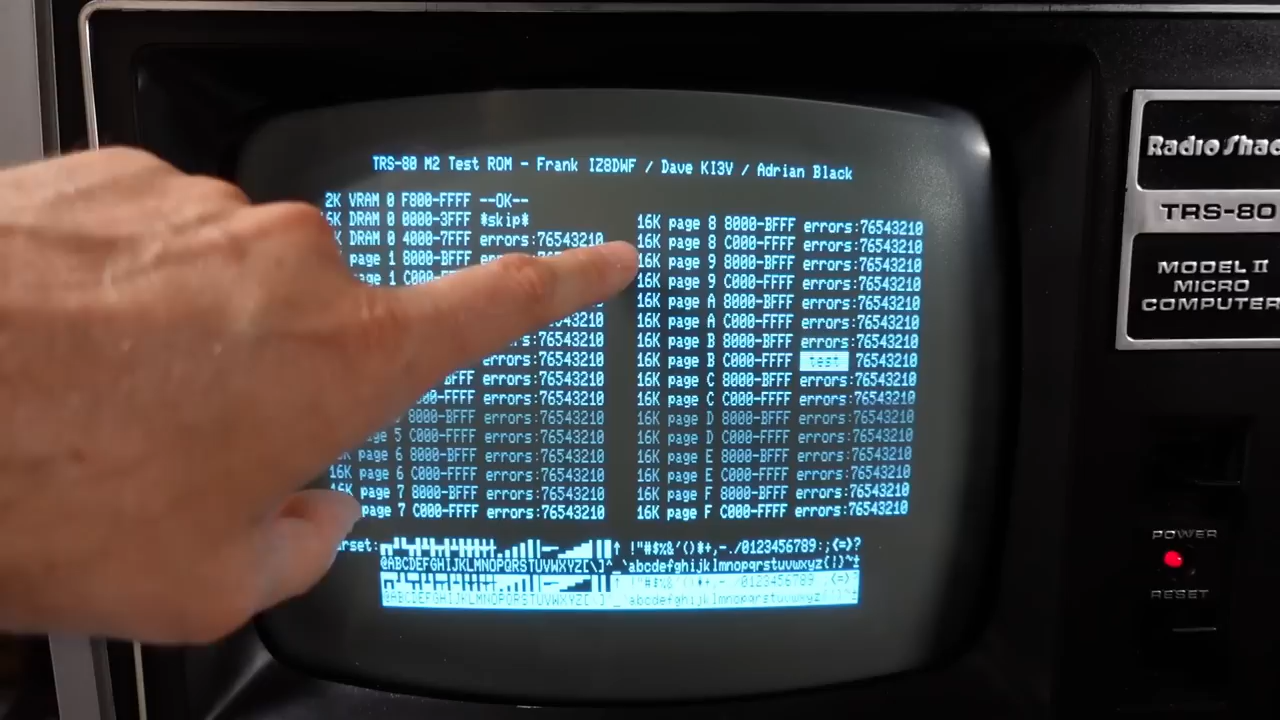 TRS-80 M2 Test ROM - Frank IZ8DWF / Dave KI3V / Adrian Black
2K VRAM 0 F800-FFFF --OK--
DRAM 0 0000-3FFF *skip*
DRAM 0 4000-7FFF errors:76543210
page 1 8000-BFFF
1 C000-FFFF
errors:76543210
8000-BFFF errors:76543210
5 C000-FFFF errors:76543210
page 6 8000-BFFF errors:76543210
16K page 6 C000-FFFF errors:76543210
page 7 8000-BFFF errors:76543210
page 7 C000-FFFF errors:76543210
16K page 8 8000-BFFF errors:76543210
16K page 8 C000-FFFF errors:76543210
16K page 9 8000-BFFF errors:76543210
16K page 9 C000-FFFF errors:76543210
16K page A 8000-BFFF errors:76543210
16K page A C000-FFFF errors:76543210
16K page B 8000-BFFF errors:76543210
16K page B C000-FFFF test 76543210
16K page C 8000-BFFF errors:76543210
16K page C C000-FFFF errors:76543210
16K page D 8000-BFFF errors:76543210
16K page D C000-FFFF errors:76543210
16K page E 8000-BFFF errors:76543210
16K page E C000-FFFF errors:76543210
16K page F 8000-BFFF errors:76543210
16K page F C000-FFFF errors:76543210
!"#$%&'()*+,-./0123456789:;<=>?
@ABCDEFGHIJKLMNOPQRSTUVWXYZ[\]^_`abcdefghijklmnopqrstuvwxyz{|}~±
!"#$%&'()*+,-./0123456789:;<=>?
@ABCDEFGHIJKLMNOPQRSTUVWXYZ[\]^_`abcdefghijklmnopqrstuvwxyz{|}~±
Radio Shac
TRS-80
MODEL II
MICRO
COMPUTER
POWER
RESET